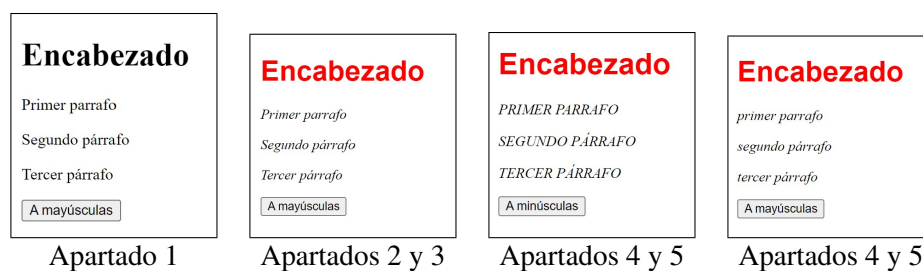 Encabezado
Primer parrafo
Segundo párrafo
Tercer párrafo
A mayúsculas
Apartado 1
Encabezado
Primer parrafo
Segundo párrafo
Tercer párrafo
A mayúsculas
Apartados 2 y 3
Encabezado
PRIMER PARRAFO
SEGUNDO PÁRRAFO
TERCER PÁRRAFO
A minúsculas
Apartados 4 y 5
Encabezado
primer parrafo
segundo párrafo
tercer párrafo
A mayúsculas
Apartados 4 y 5